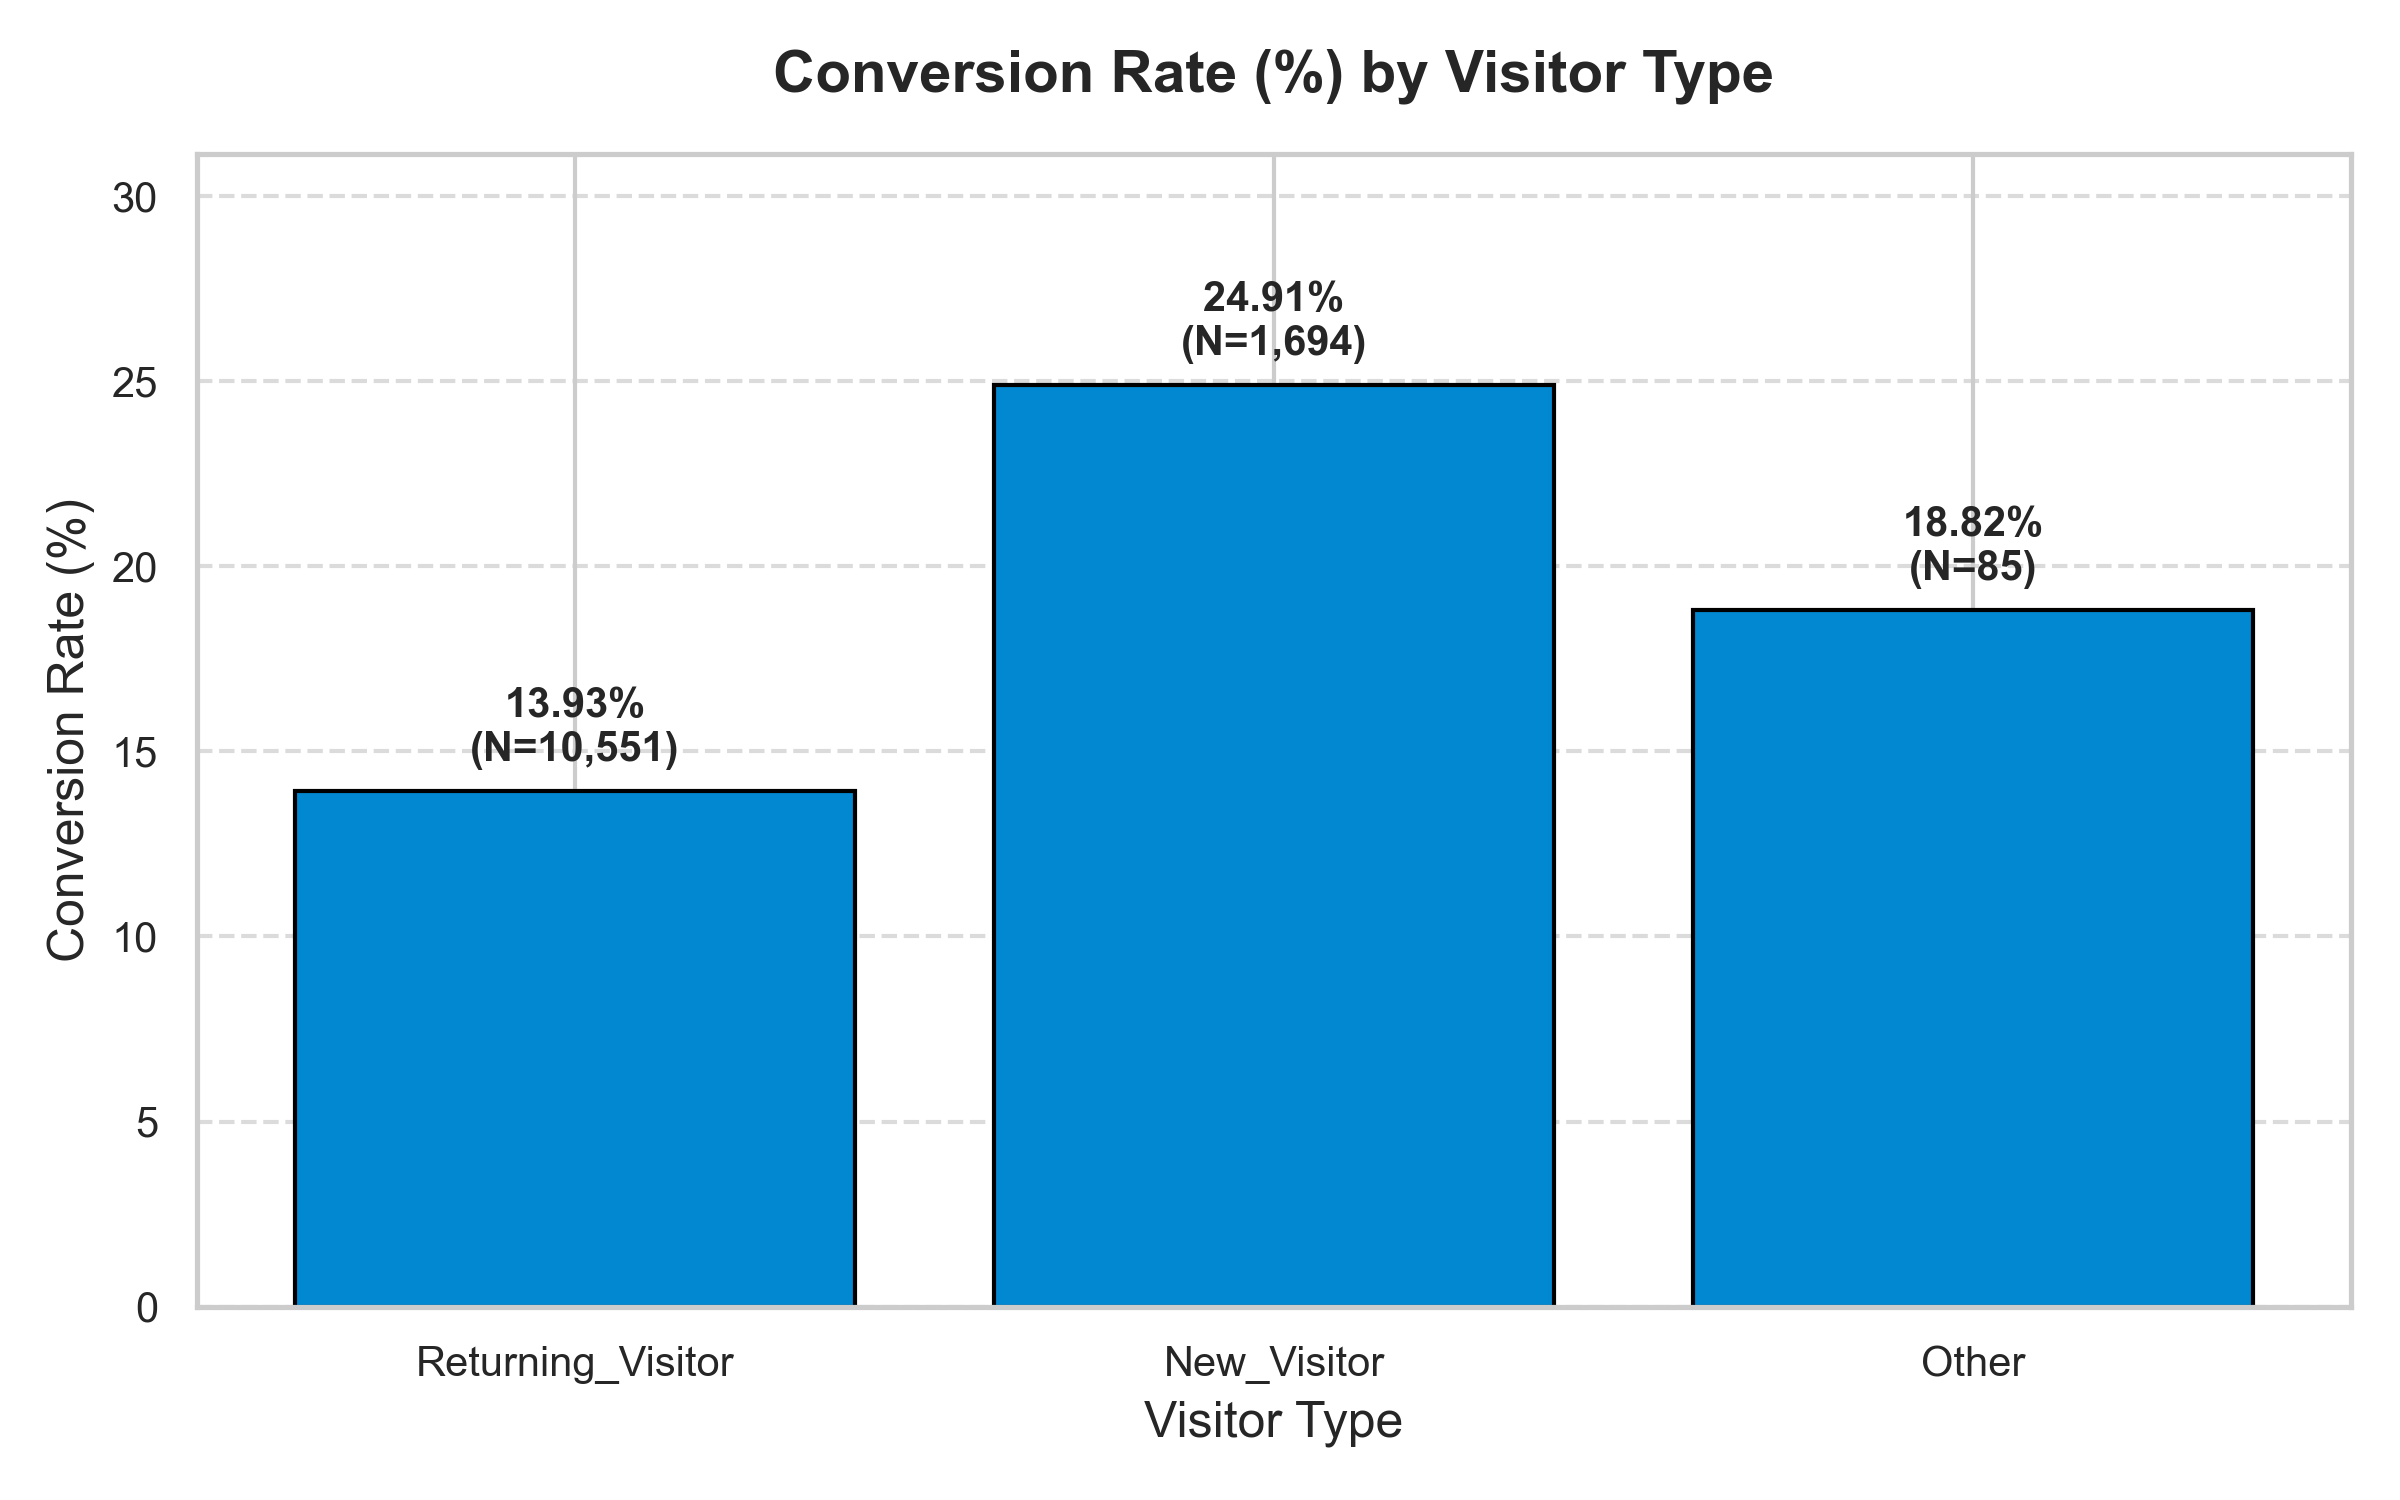 Conversion Rate (%) by Visitor Type
Conversion Rate (%)
30
25
20
15
10
5
0
13.93%
(N=10,551)
24.91%
(N=1,694)
18.82%
(N=85)
Returning_Visitor
New_Visitor
Other
Visitor Type